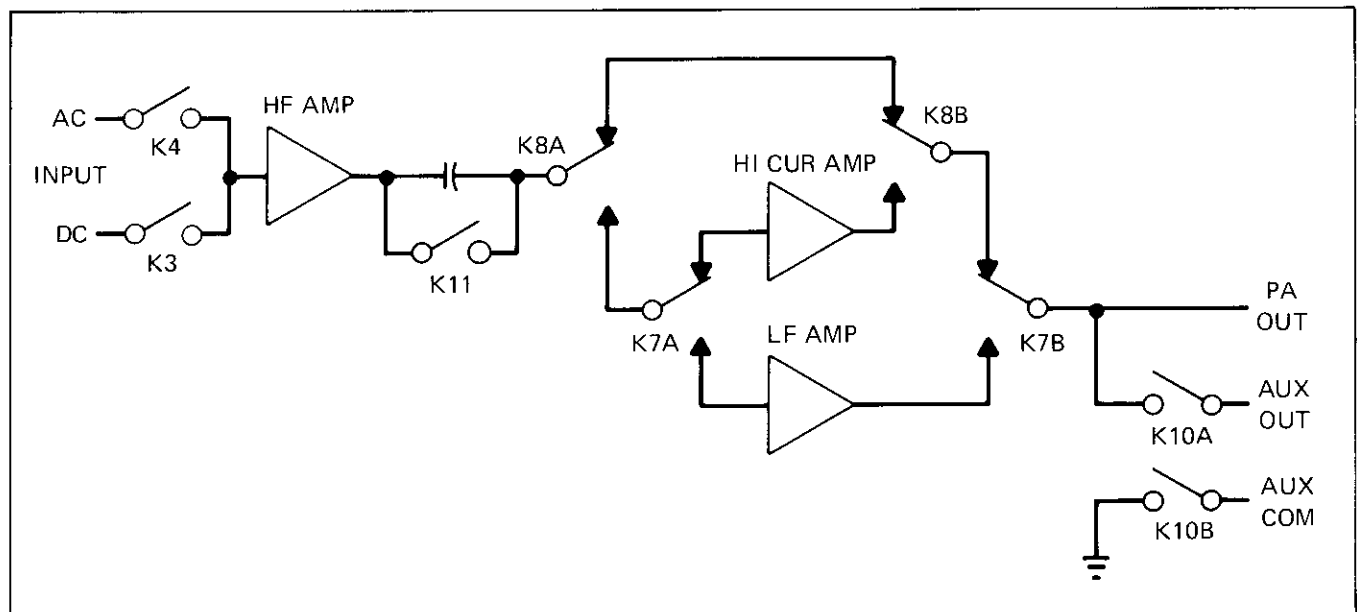 AC
K4
INPUT
DC
K3
HF AMP
K11
K8A
K8B
HI CUR AMP
K7A
LF AMP
K7B
PA
OUT
K10A
AUX
OUT
K10B
AUX
COM